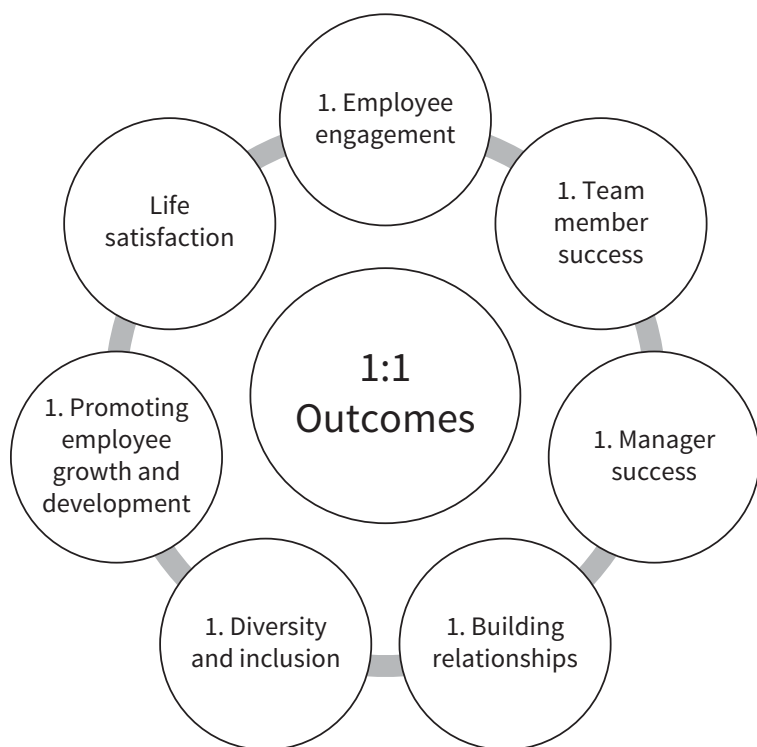 1. Employee
engagement
1. Team
member
success
1. Manager
success
1. Building
relationships
1. Diversity
and inclusion
1. Promoting
employee
growth and
development
Life
satisfaction
1:1
Outcomes